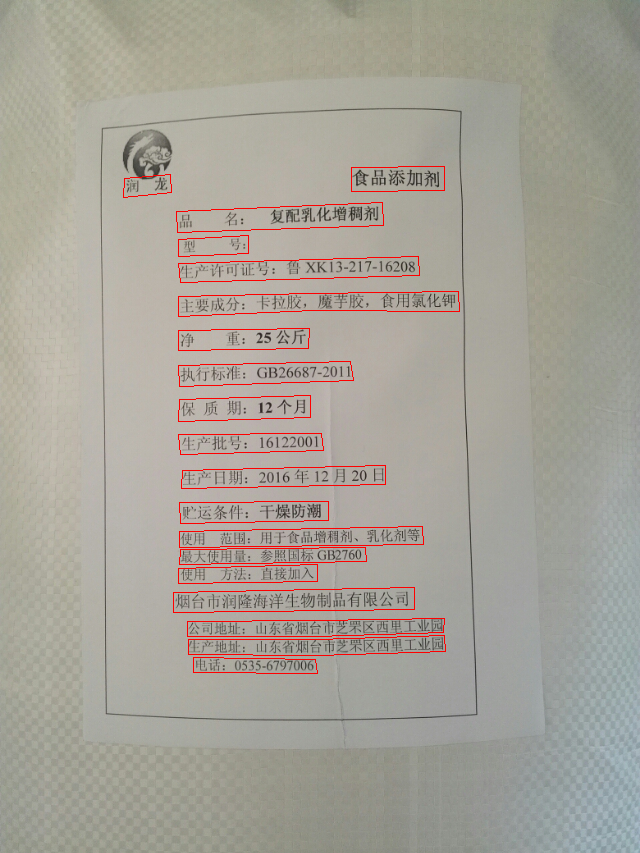 润 龙
食品添加剂
品 名： 复配乳化增稠剂
型 号：
生产许可证号：鲁 XK13-217-16208
主要成分：卡拉胶，魔芋胶，食用氯化钾
净 重：25 公斤
执行标准：GB26687-2011
保 质 期：12 个月
生产批号：16122001
生产日期：2016 年 12 月 20 日
贮运条件：干燥防潮
使用 范围：用于食品增稠剂、乳化剂等
最大使用量：参照国标 GB2760
使用 方法：直接加入
烟台市润隆海洋生物制品有限公司
公司地址：山东省烟台市芝罘区西里工业园
生产地址：山东省烟台市芝罘区西里工业园
电话：0535-6797006